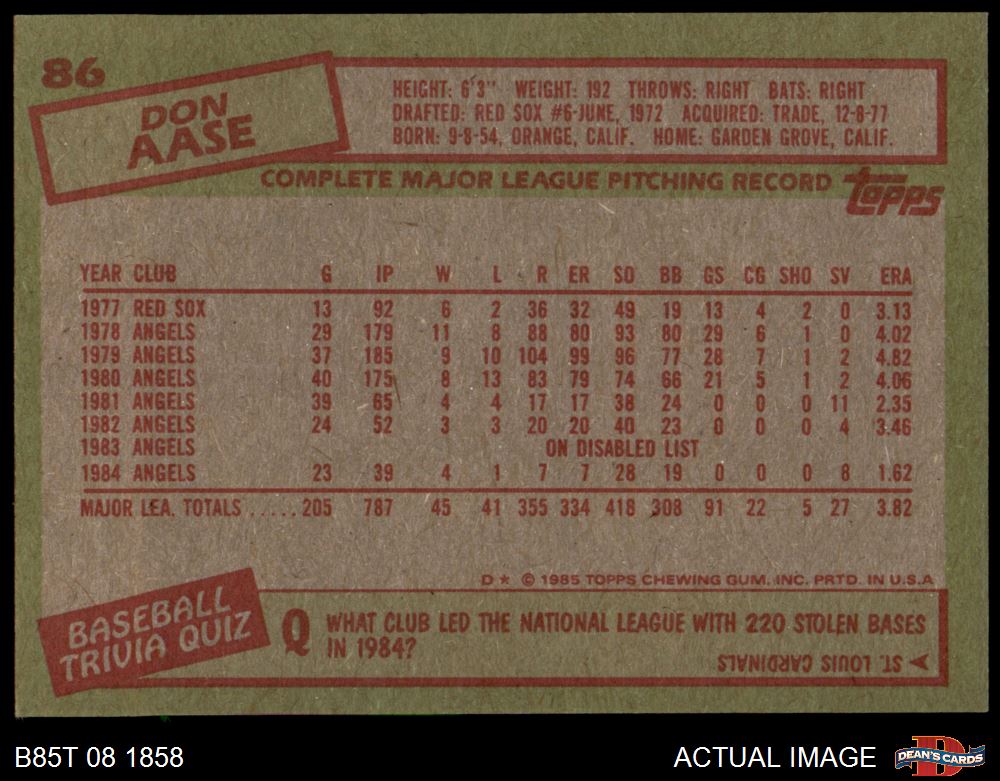 86
DON
AASE
HEIGHT: 6'3" WEIGHT: 192 THROWS: RIGHT BATS: RIGHT
DRAFTED: RED SOX #6-JUNE, 1972 ACQUIRED: TRADE, 12-8-77
BORN: 9-8-54, ORANGE, CALIF. HOME: GARDEN GROVE, CALIF.
COMPLETE MAJOR LEAGUE PITCHING RECORD
topps
YEAR CLUB G IP W L R ER SO BB GS CG SHO SV ERA
1977 RED SOX 13 92 6 2 36 32 49 19 13 4 2 0 3.13
1978 ANGELS 29 179 11 8 88 80 93 80 29 6 1 0 4.02
1979 ANGELS 37 185 9 10 104 99 96 77 28 7 1 2 4.82
1980 ANGELS 40 175 8 13 83 79 74 66 21 5 1 2 4.06
1981 ANGELS 39 65 4 4 17 17 38 24 0 0 0 11 2.35
1982 ANGELS 24 52 3 3 20 20 40 23 0 0 0 4 3.46
1983 ANGELS ON DISABLED LIST
1984 ANGELS 23 39 4 1 7 7 28 19 0 0 0 8 1.62
MAJOR LEA. TOTALS ..... 205 787 45 41 355 334 418 308 91 22 5 27 3.82
D * © 1985 TOPPS CHEWING GUM, INC. PRTD. IN U.S.A
BASEBALL
TRIVIA QUIZ
Q WHAT CLUB LED THE NATIONAL LEAGUE WITH 220 STOLEN BASES
IN 1984?
A ST. LOUIS CARDINALS
B85T 08 1858
ACTUAL IMAGE
D
DEAN'S CARDS